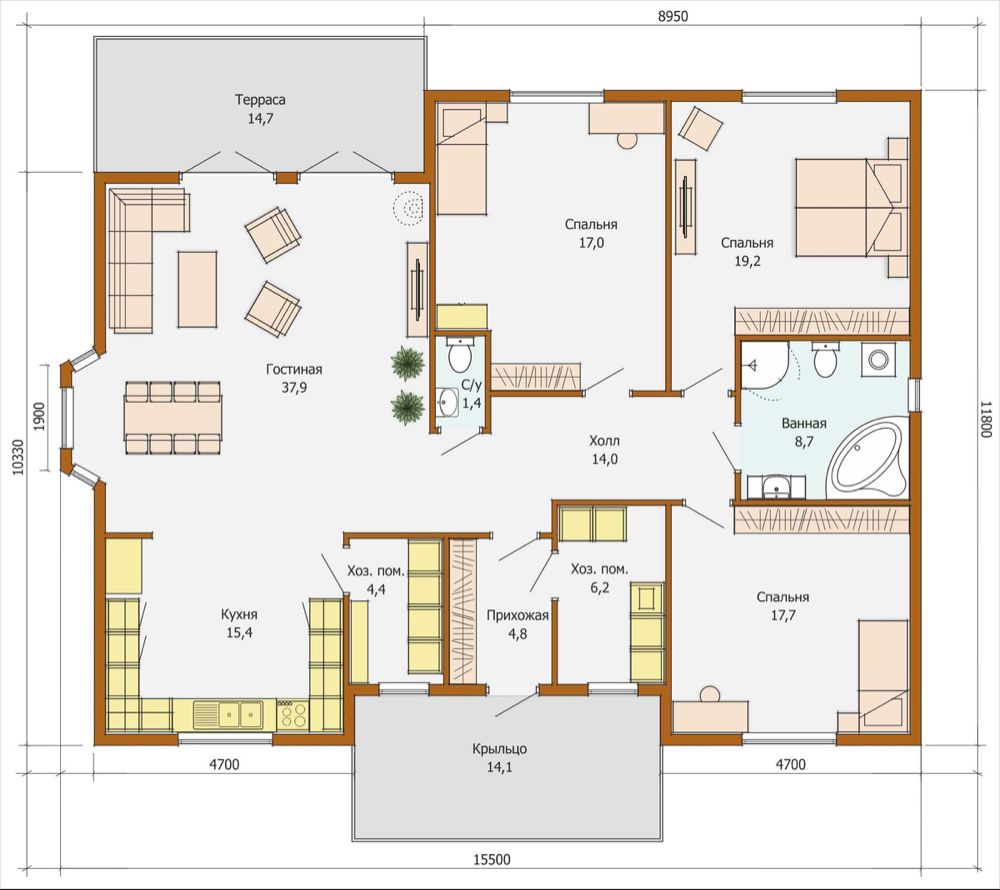 8950
Терраса
14,7
Спальня
17,0
Спальня
19,2
Гостиная
37,9
С/у
1,4
Холл
14,0
Ванная
8,7
1900
10330
11800
Хоз. пом.
4,4
Хоз. пом.
6,2
Кухня
15,4
Прихожая
4,8
Спальня
17,7
Крыльцо
14,1
4700
4700
15500